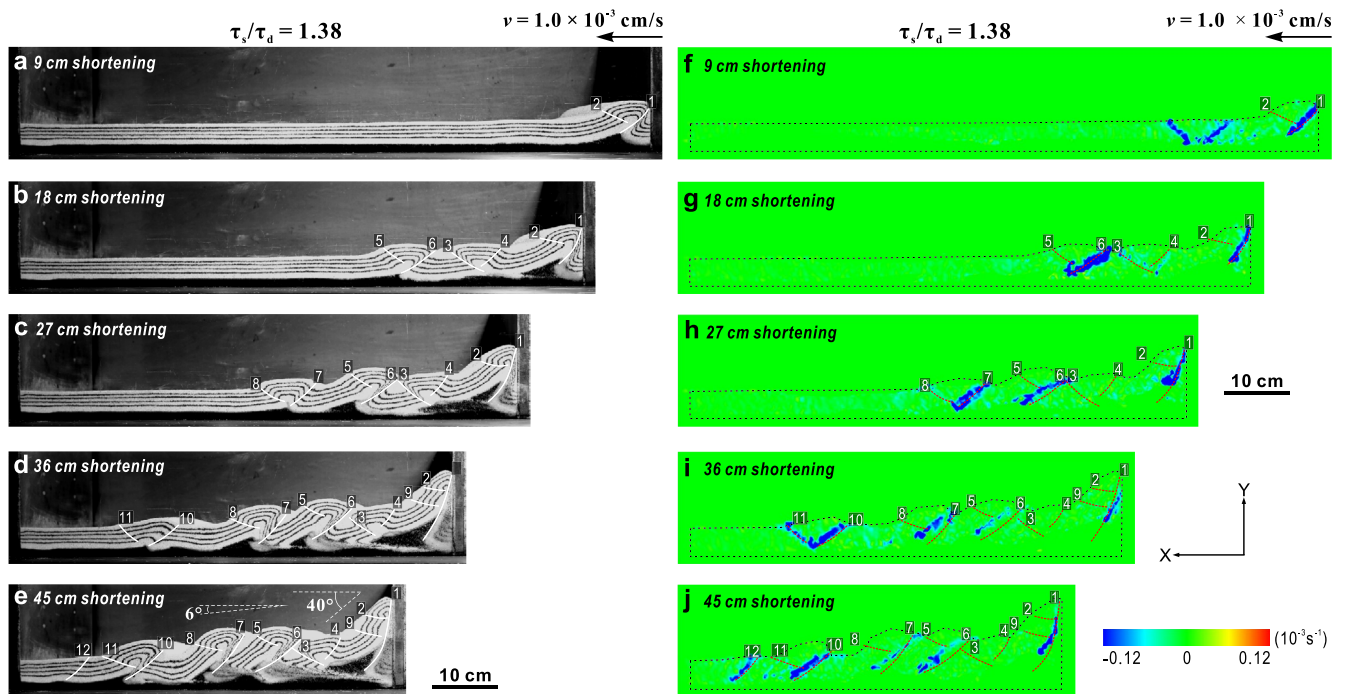 τs/τd = 1.38
v = 1.0 × 10-3 cm/s
τs/τd = 1.38
v = 1.0 × 10-3 cm/s
a 9 cm shortening
2 1
f 9 cm shortening
2 1
b 18 cm shortening
5 6 3 4 2 1
g 18 cm shortening
5 6 3 4 2 1
c 27 cm shortening
8 7 5 6 3 4 2 1
h 27 cm shortening
8 7 5 6 3 4 2 1
10 cm
d 36 cm shortening
11 10 8 7 5 6 3 4 9 2
i 36 cm shortening
11 10 8 7 5 6 3 4 9 2 1
Y
X
e 45 cm shortening
6° 40°
12 11 10 8 7 5 6 3 4 9 2 1
10 cm
j 45 cm shortening
12 11 10 8 7 5 6 3 4 9 2 1
-0.12 0 0.12 (10-3s-1)